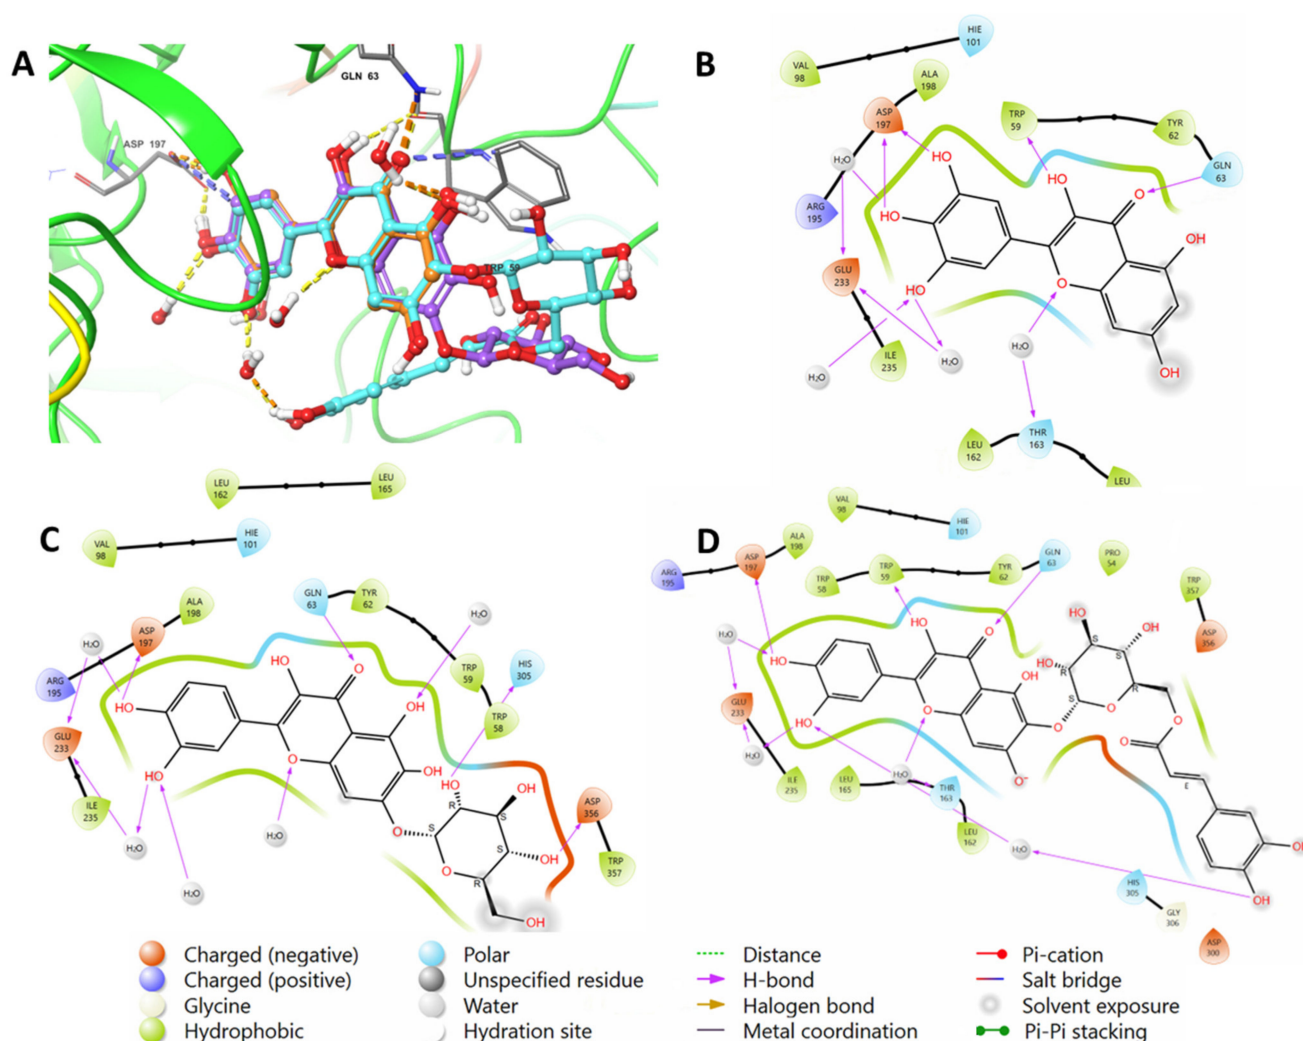 A
GLN 63
ASP 197
TRP 59
B
HIE
101
VAL
98
ALA
198
ASP
197
TRP
59
TYR
62
GLN
63
H₂O
ARG
195
HO
HO
HO
HO
O
OH
O
OH
GLU
233
ILE
235
H₂O
H₂O
H₂O
THR
163
LEU
162
LEU
C
LEU
162
LEU
165
VAL
98
HIE
101
ALA
198
ASP
197
H₂O
ARG
195
GLN
63
TYR
62
H₂O
TRP
59
HIS
305
TRP
58
GLU
233
ILE
235
HO
HO
HO
O
OH
O
OH
O
HO
OH
OH
O
OH
R
S
S
S
R
H₂O
H₂O
H₂O
ASP
356
TRP
357
D
VAL
98
HIE
101
ALA
198
ASP
197
ARG
195
TRP
58
TRP
59
TYR
62
GLN
63
PRO
54
TRP
357
ASP
356
H₂O
GLU
233
H₂O
ILE
235
LEU
165
H₂O
THR
163
LEU
162
H₂O
HO
HO
HO
O
OH
O
O⁻
O
HO
OH
HO
O
O
O
OH
S
S
R
R
S
E
HIS
305
GLY
306
ASP
300
Charged (negative)
Charged (positive)
Glycine
Hydrophobic
Polar
Unspecified residue
Water
Hydration site
Distance
H-bond
Halogen bond
Metal coordination
Pi-cation
Salt bridge
Solvent exposure
Pi-Pi stacking